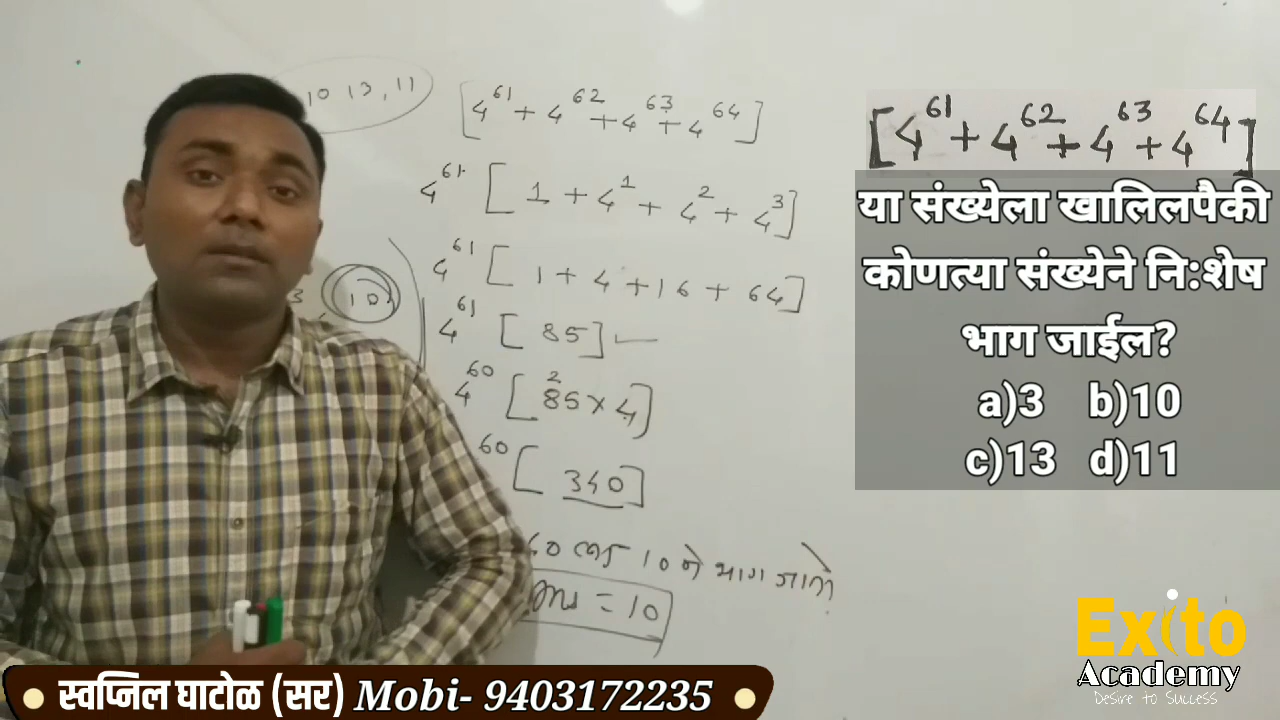 10 13, 11
[4^61 + 4^62 + 4^63 + 4^64]
4^61 [1 + 4^1 + 4^2 + 4^3]
4^61 [1 + 4 + 16 + 64]
3 10
4^61 [85]
4^60 [85 × 4]
2
60 [340]
10 ने भाग जाते
Ans = 10
[4^61 + 4^62 + 4^63 + 4^64]
या संख्येला खालिलपैकी
कोणत्या संख्येने नि:शेष
भाग जाईल?
a)3 b)10
c)13 d)11
Exito
Academy
Desire to Success
स्वप्निल घाटोळ (सर) Mobi- 9403172235